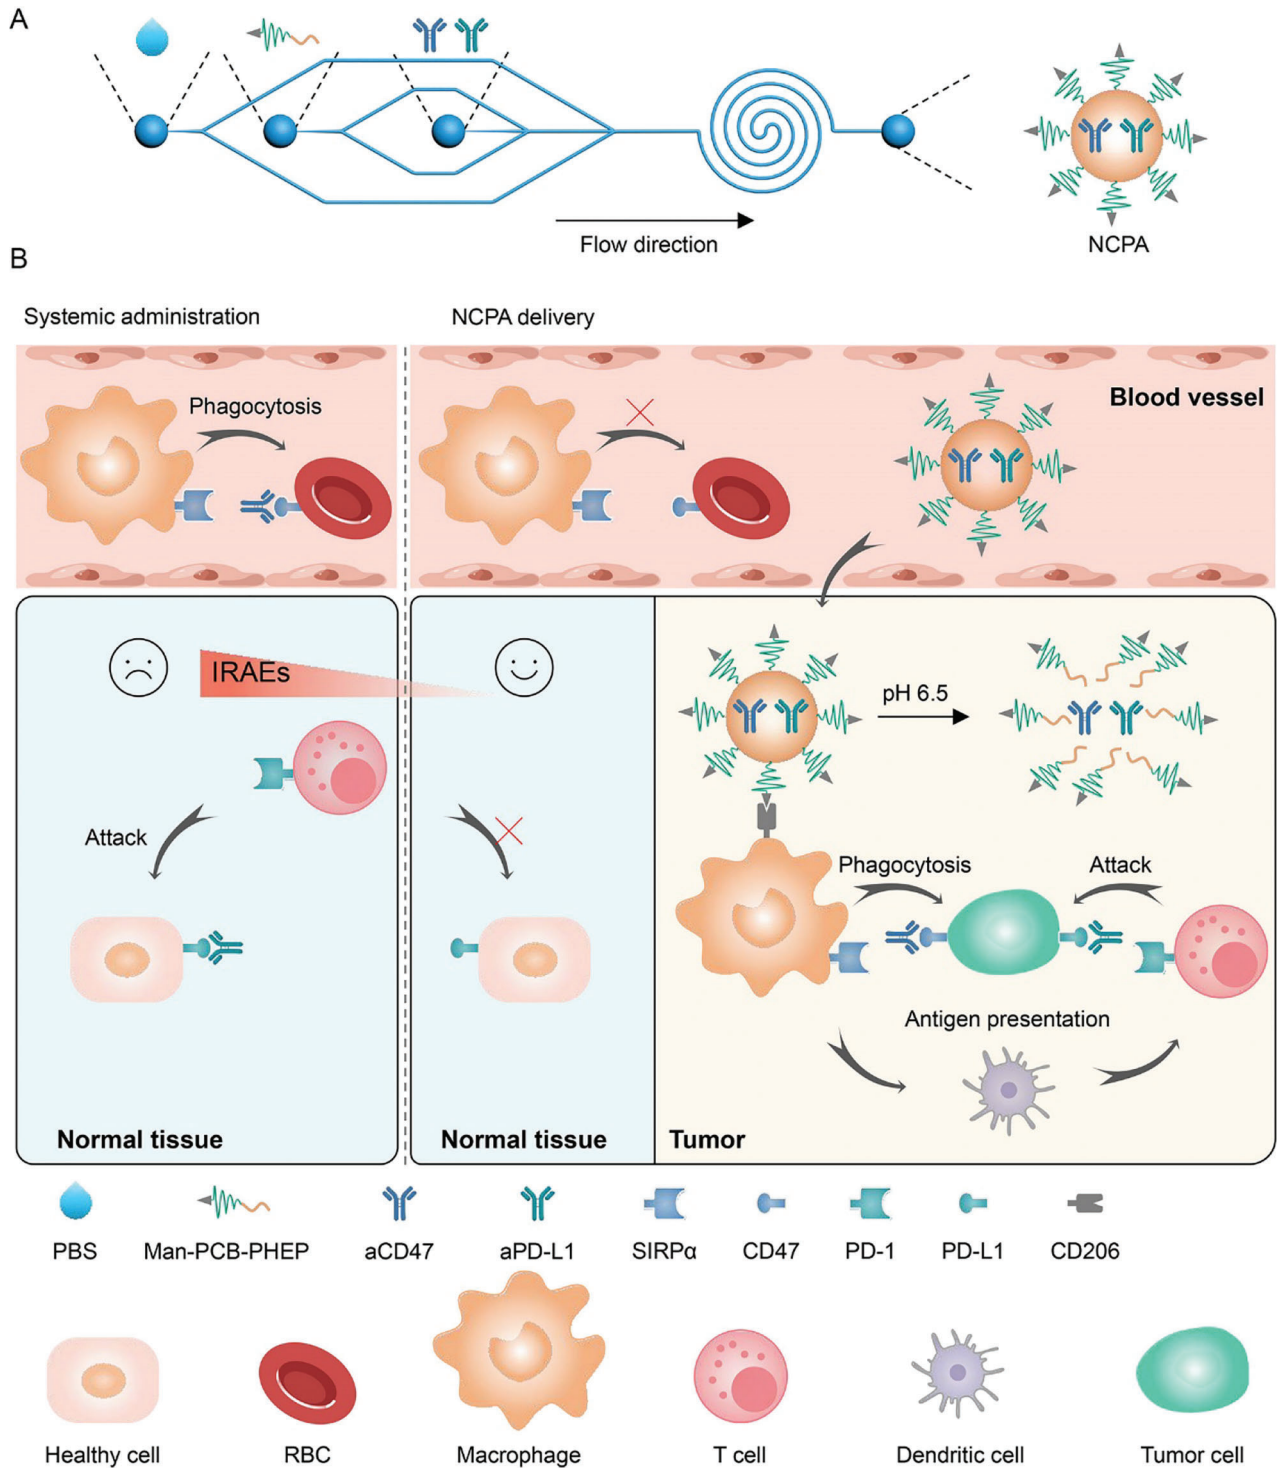 A
Flow direction
NCPA
B
Systemic administration
NCPA delivery
Phagocytosis
Blood vessel
IRAEs
pH 6.5
Attack
Phagocytosis
Attack
Antigen presentation
Normal tissue
Normal tissue
Tumor
PBS
Man-PCB-PHEP
aCD47
aPD-L1
SIRPα
CD47
PD-1
PD-L1
CD206
Healthy cell
RBC
Macrophage
T cell
Dendritic cell
Tumor cell